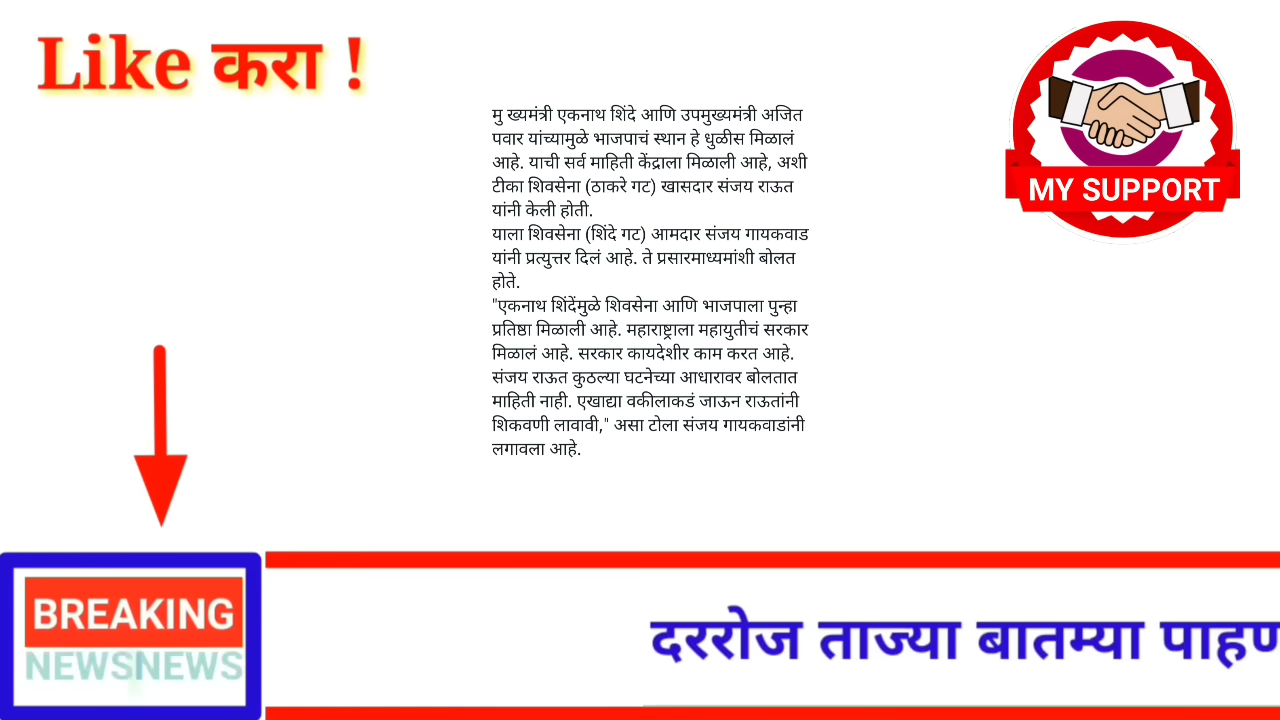 Like करा !
MY SUPPORT
मु ख्यमंत्री एकनाथ शिंदे आणि उपमुख्यमंत्री अजित
पवार यांच्यामुळे भाजपाचं स्थान हे धुळीस मिळालं
आहे. याची सर्व माहिती केंद्राला मिळाली आहे, अशी
टीका शिवसेना (ठाकरे गट) खासदार संजय राऊत
यांनी केली होती.
याला शिवसेना (शिंदे गट) आमदार संजय गायकवाड
यांनी प्रत्युत्तर दिलं आहे. ते प्रसारमाध्यमांशी बोलत
होते.
"एकनाथ शिंदेंमुळे शिवसेना आणि भाजपाला पुन्हा
प्रतिष्ठा मिळाली आहे. महाराष्ट्राला महायुतीचं सरकार
मिळालं आहे. सरकार कायदेशीर काम करत आहे.
संजय राऊत कुठल्या घटनेच्या आधारावर बोलतात
माहिती नाही. एखाद्या वकीलाकडं जाऊन राऊतांनी
शिकवणी लावावी," असा टोला संजय गायकवाडांनी
लगावला आहे.
BREAKING
NEWSNEWS
दररोज ताज्या बातम्या पाहण